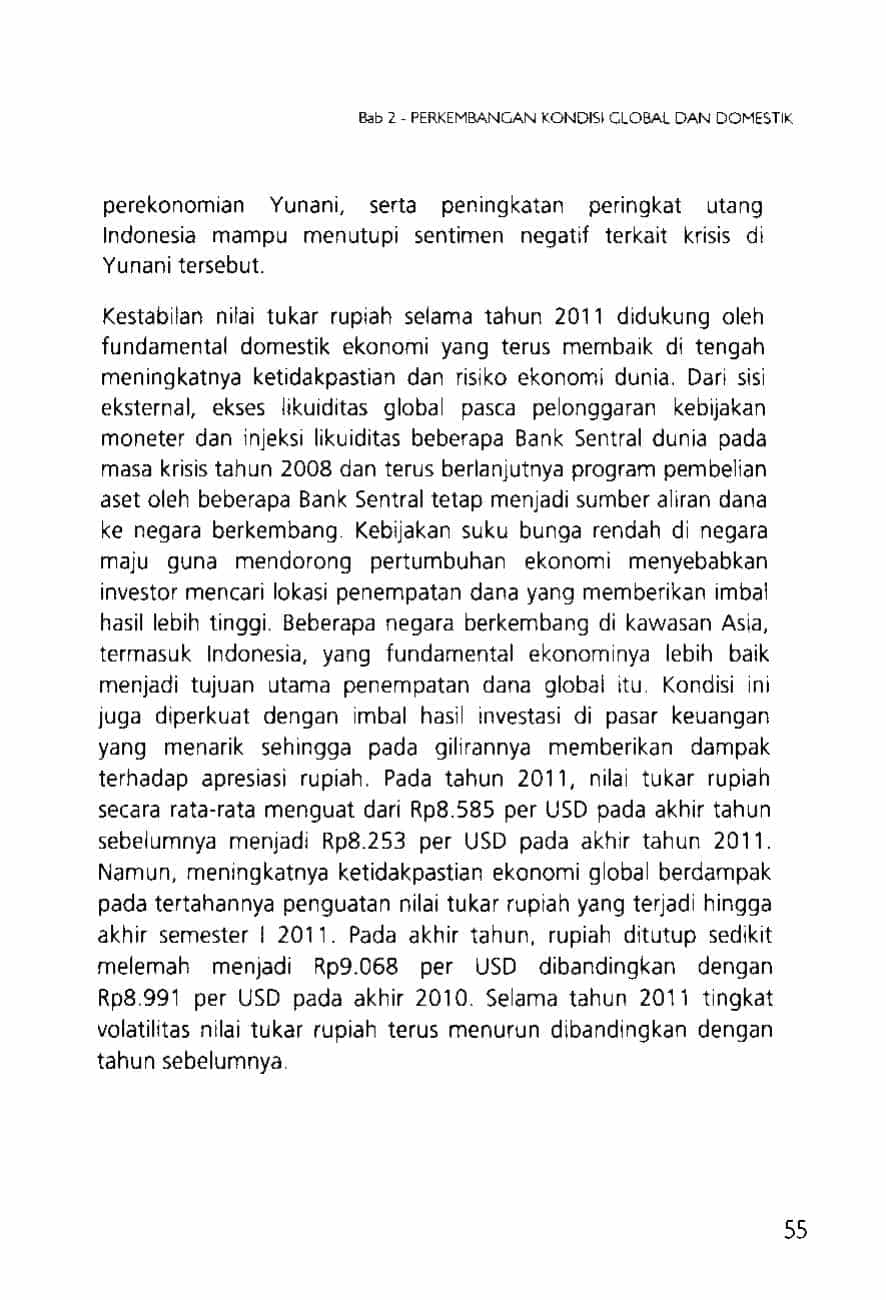 Bab 2 - PERKEMBANGAN KONDISI GLOBAL DAN DOMESTIK
perekonomian Yunani, serta peningkatan peringkat utang
Indonesia mampu menutupi sentimen negatif terkait krisis di
Yunani tersebut.
Kestabilan nilai tukar rupiah selama tahun 2011 didukung oleh
fundamental domestik ekonomi yang terus membaik di tengah
meningkatnya ketidakpastian dan risiko ekonomi dunia. Dari sisi
eksternal, ekses likuiditas global pasca pelonggaran kebijakan
moneter dan injeksi likuiditas beberapa Bank Sentral dunia pada
masa krisis tahun 2008 dan terus berlanjutnya program pembelian
aset oleh beberapa Bank Sentral tetap menjadi sumber aliran dana
ke negara berkembang. Kebijakan suku bunga rendah di negara
maju guna mendorong pertumbuhan ekonomi menyebabkan
investor mencari lokasi penempatan dana yang memberikan imbal
hasil lebih tinggi. Beberapa negara berkembang di kawasan Asia,
termasuk Indonesia, yang fundamental ekonominya lebih baik
menjadi tujuan utama penempatan dana global itu. Kondisi ini
juga diperkuat dengan imbal hasil investasi di pasar keuangan
yang menarik sehingga pada gilirannya memberikan dampak
terhadap apresiasi rupiah. Pada tahun 2011, nilai tukar rupiah
secara rata-rata menguat dari Rp8.585 per USD pada akhir tahun
sebelumnya menjadi Rp8.253 per USD pada akhir tahun 2011.
Namun, meningkatnya ketidakpastian ekonomi global berdampak
pada tertahannya penguatan nilai tukar rupiah yang terjadi hingga
akhir semester I 2011. Pada akhir tahun, rupiah ditutup sedikit
melemah menjadi Rp9.068 per USD dibandingkan dengan
Rp8.991 per USD pada akhir 2010. Selama tahun 2011 tingkat
volatilitas nilai tukar rupiah terus menurun dibandingkan dengan
tahun sebelumnya.
55